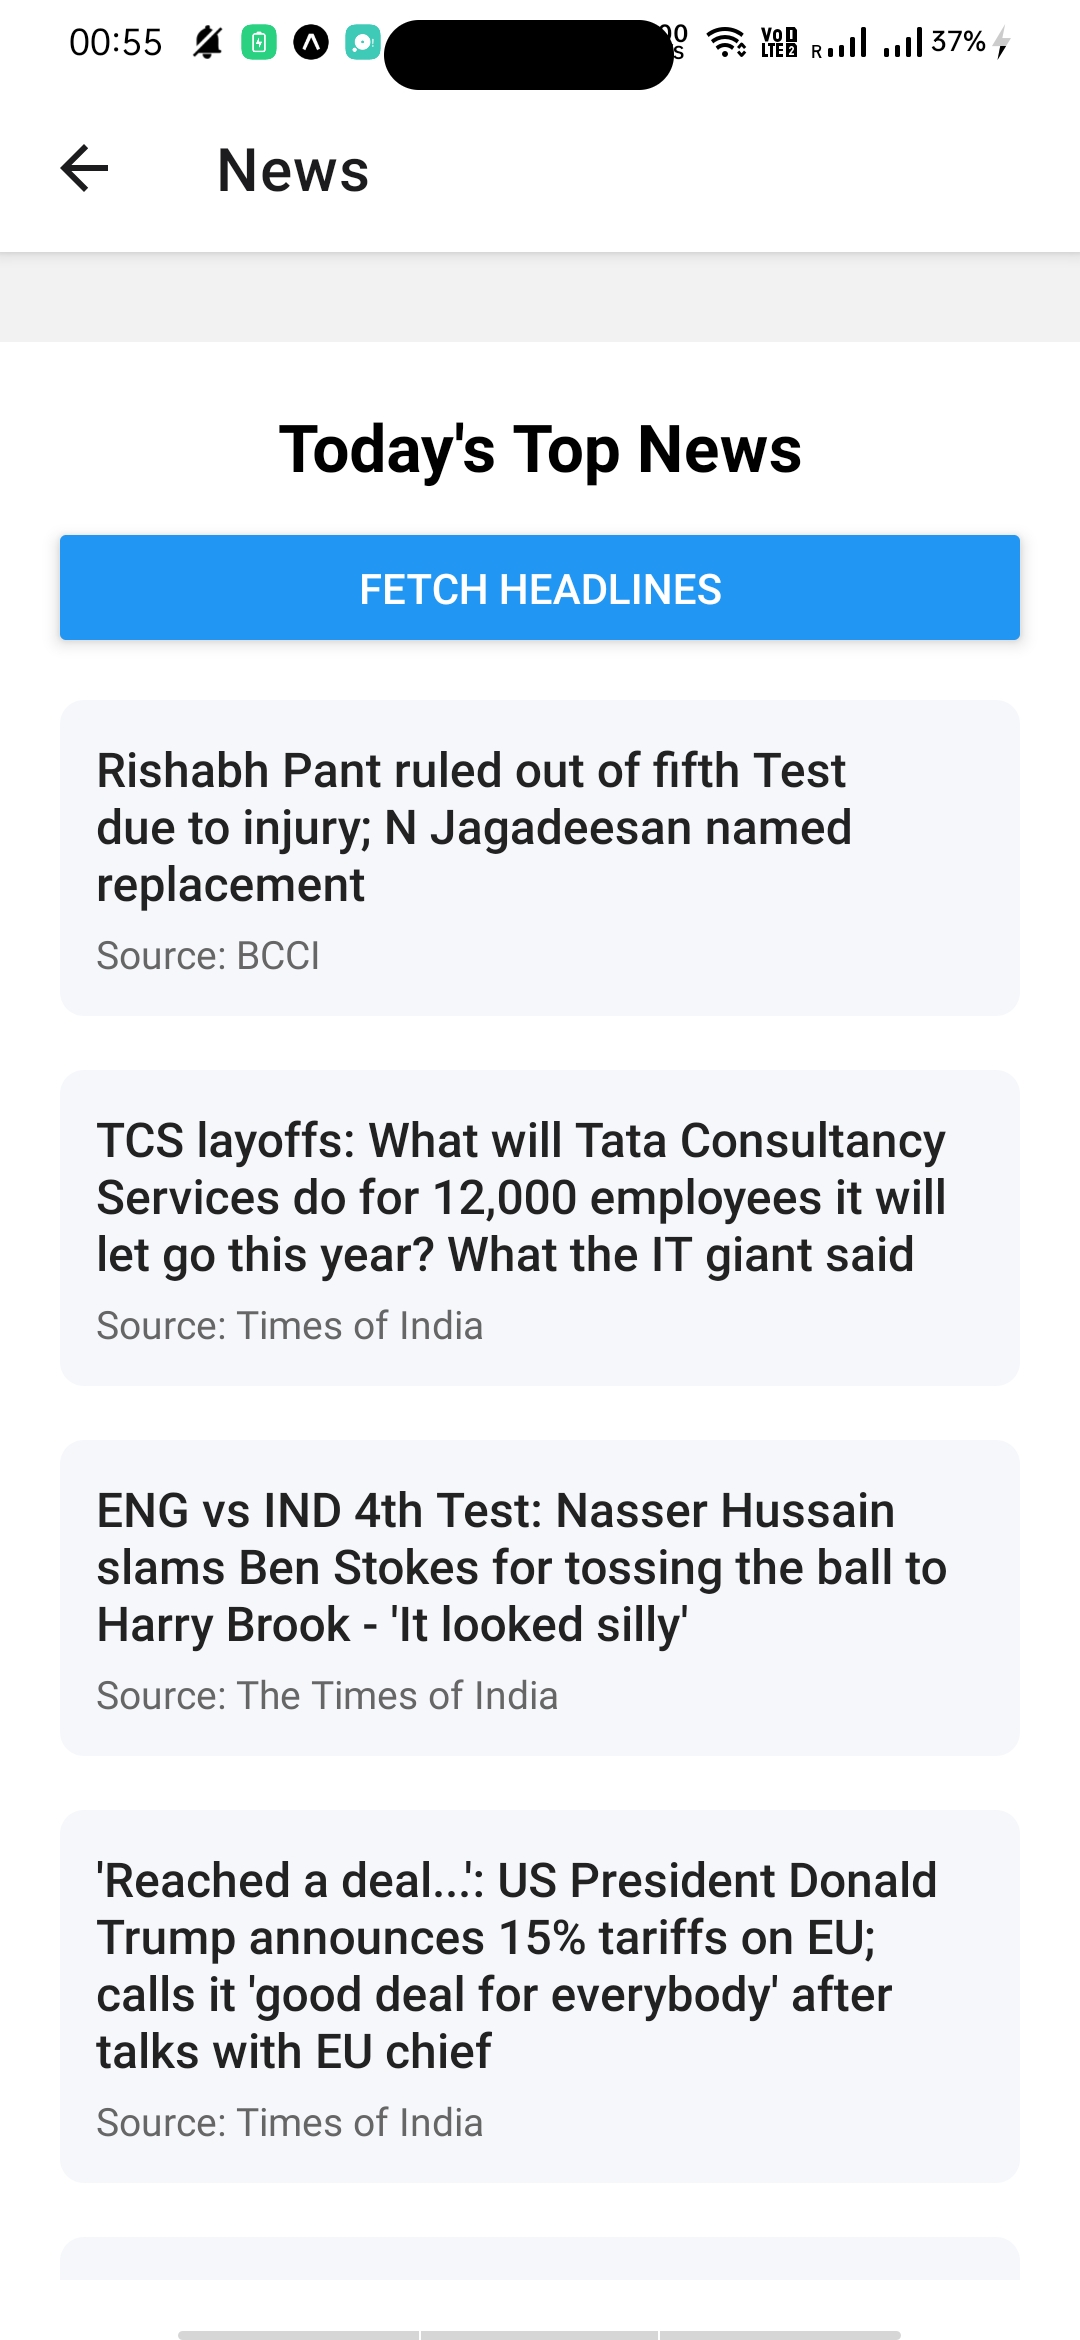 00:55 VoD LTE2 R 37%
News
Today's Top News
FETCH HEADLINES
Rishabh Pant ruled out of fifth Test
due to injury; N Jagadeesan named
replacement
Source: BCCI
TCS layoffs: What will Tata Consultancy
Services do for 12,000 employees it will
let go this year? What the IT giant said
Source: Times of India
ENG vs IND 4th Test: Nasser Hussain
slams Ben Stokes for tossing the ball to
Harry Brook - 'It looked silly'
Source: The Times of India
'Reached a deal...': US President Donald
Trump announces 15% tariffs on EU;
calls it 'good deal for everybody' after
talks with EU chief
Source: Times of India